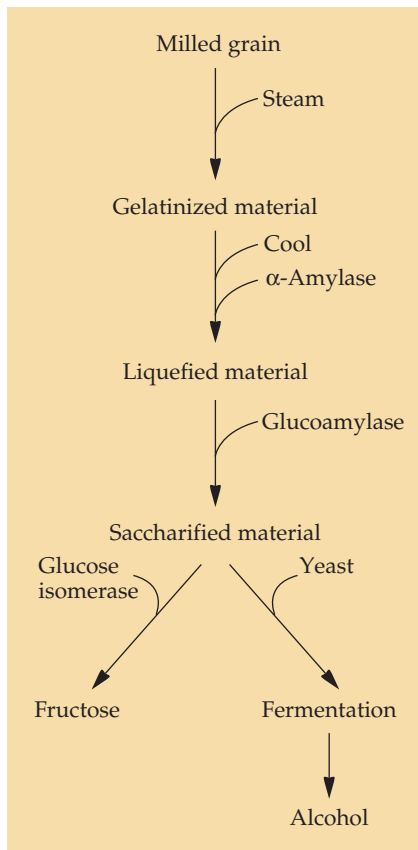 Milled grain
Steam
Gelatinized material
Cool
α-Amylase
Liquefied material
Glucoamylase
Saccharified material
Glucose
isomerase
Yeast
Fructose
Fermentation
Alcohol